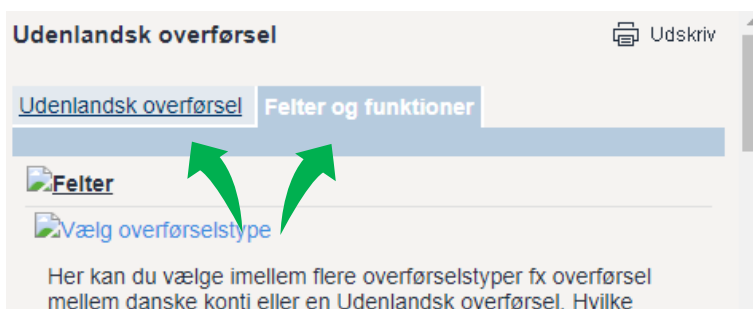 Udenlandsk overførsel
Udskriv
Udenlandsk overførsel Felter og funktioner
Felter
Vælg overførselstype
Her kan du vælge imellem flere overførselstyper fx overførsel
mellem danske konti eller en Udenlandsk overførsel. Hvilke